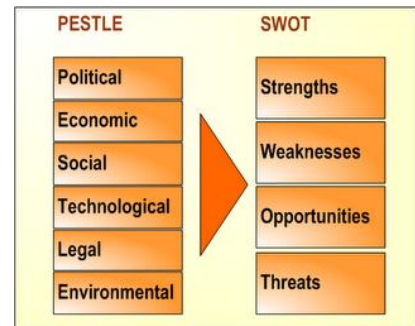 PESTLE
Political
Economic
Social
Technological
Legal
Environmental
SWOT
Strengths
Weaknesses
Opportunities
Threats